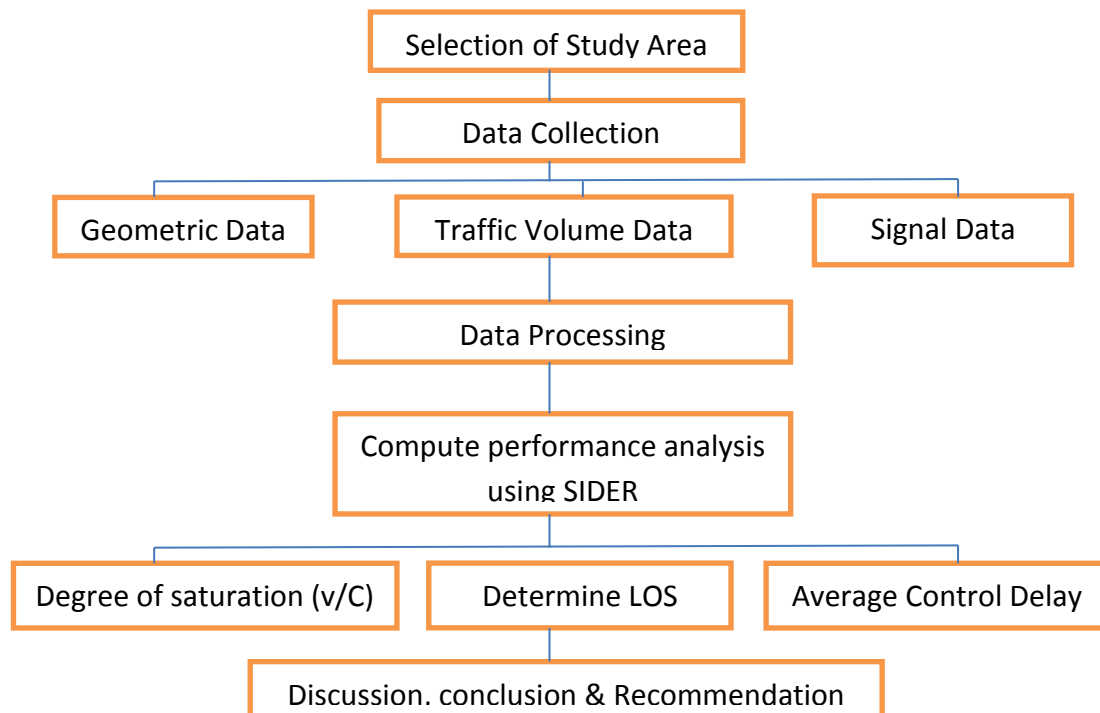 Selection of Study Area
Data Collection
Geometric Data
Traffic Volume Data
Signal Data
Data Processing
Compute performance analysis
using SIDER
Degree of saturation (v/C)
Determine LOS
Average Control Delay
Discussion, conclusion & Recommendation